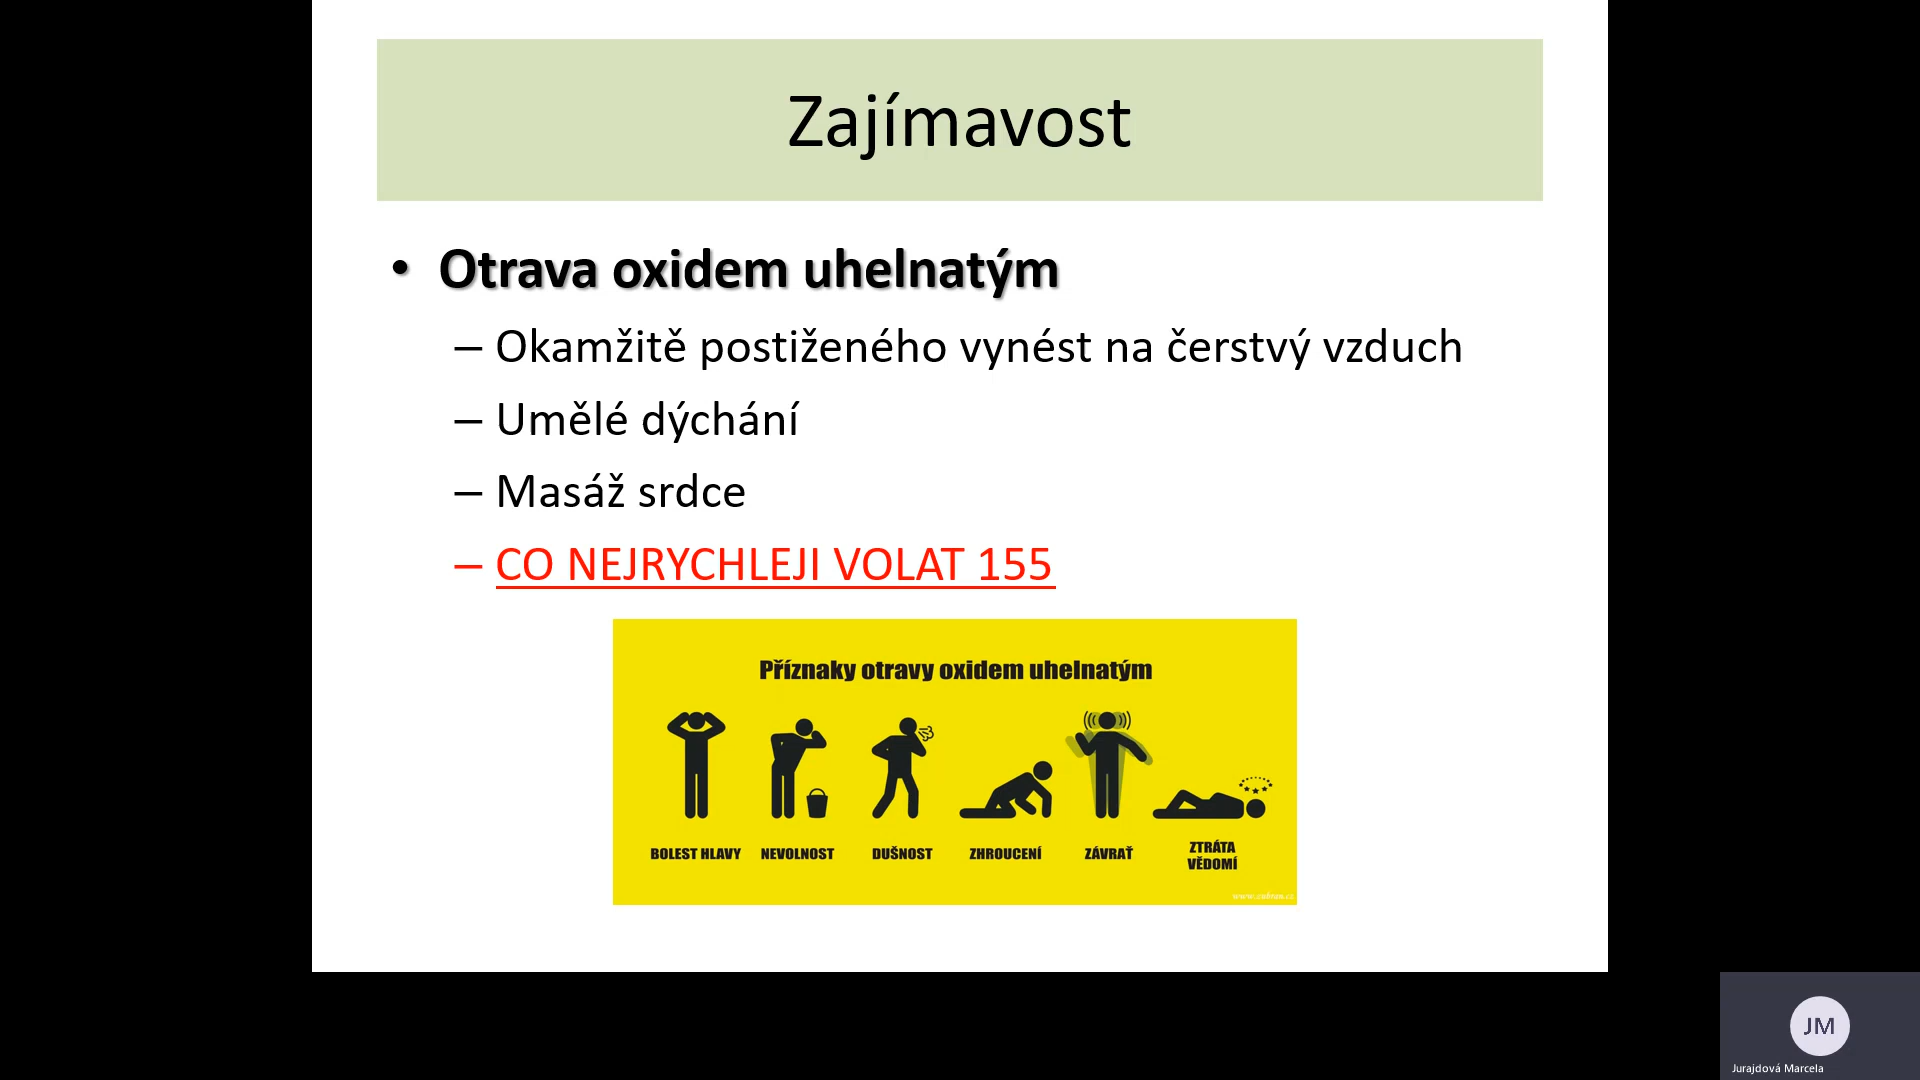 Zajímavost
• Otrava oxidem uhelnatým
– Okamžitě postiženého vynést na čerstvý vzduch
– Umělé dýchání
– Masáž srdce
– CO NEJRYCHLEJI VOLAT 155
Příznaky otravy oxidem uhelnatým
BOLEST HLAVY
NEVOLNOST
DUŠNOST
ZHROUCENÍ
ZÁVRAŤ
ZTRÁTA
VĚDOMÍ
JM
Jurajdová Marcela